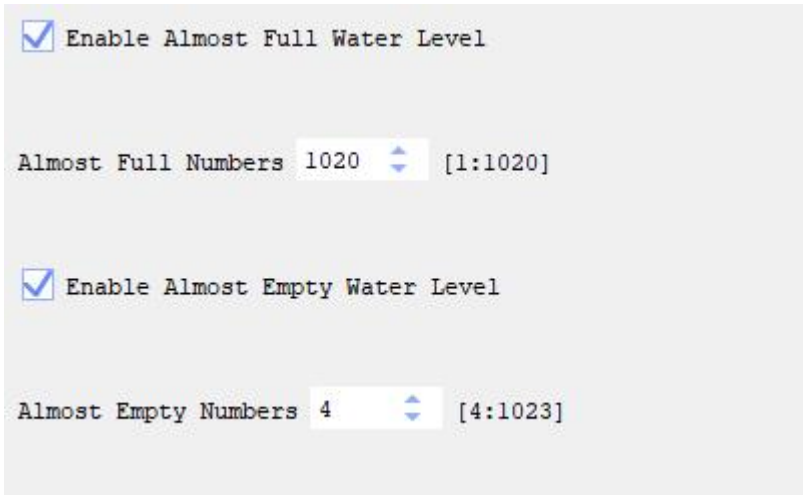 Enable Almost Full Water Level
Almost Full Numbers 1020 [1:1020]
Enable Almost Empty Water Level
Almost Empty Numbers 4 [4:1023]